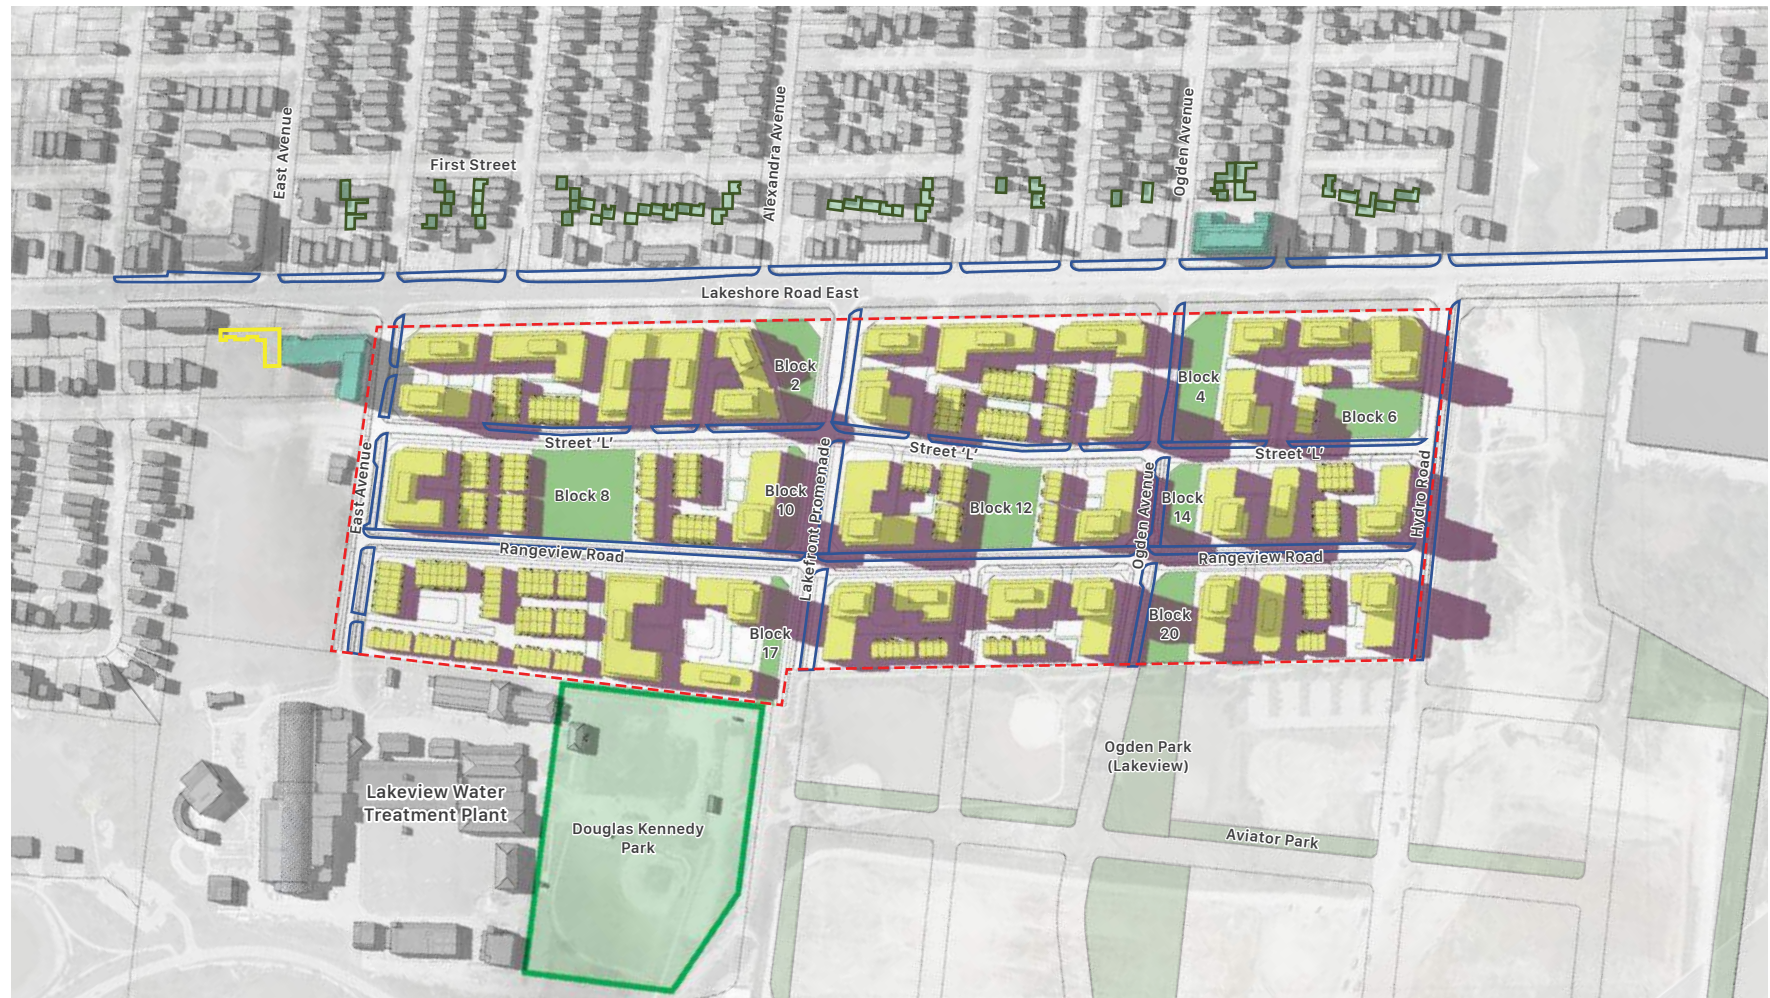 East Avenue
First Street
Alexandra Avenue
Ogden Avenue
Lakeshore Road East
Block
2
Block
4
Block 6
Street ‘L’
Street ‘L’
Street ‘L’
East Avenue
Block 8
Block
10
Lakefront Promenade
Block 12
Ogden Avenue
Block
14
Hydro Road
Rangeview Road
Rangeview Road
Block
17
Block
20
Ogden Park
(Lakeview)
Lakeview Water
Treatment Plant
Douglas Kennedy
Park
Aviator Park